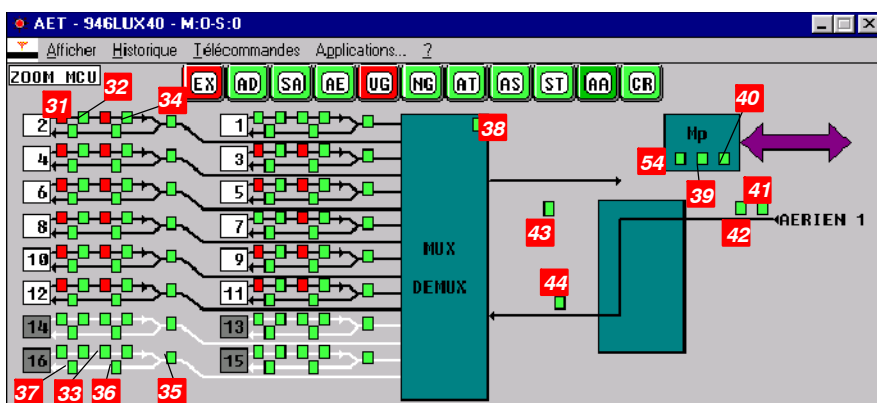 AET - 946LUX40 - M:0-S:0
Afficher Historique Télécommandes Applications... ?
ZOOM MCU
EX AD SA AE UG NG AT AS ST AA CR
31 32 34 38 40
2 1 Mp
54 39
4 3
6 5 41
43 42
AERIEN 1
8 7
MUX
10 9
DEMUX 44
12 11
14 13
16 15
37 33 36 35